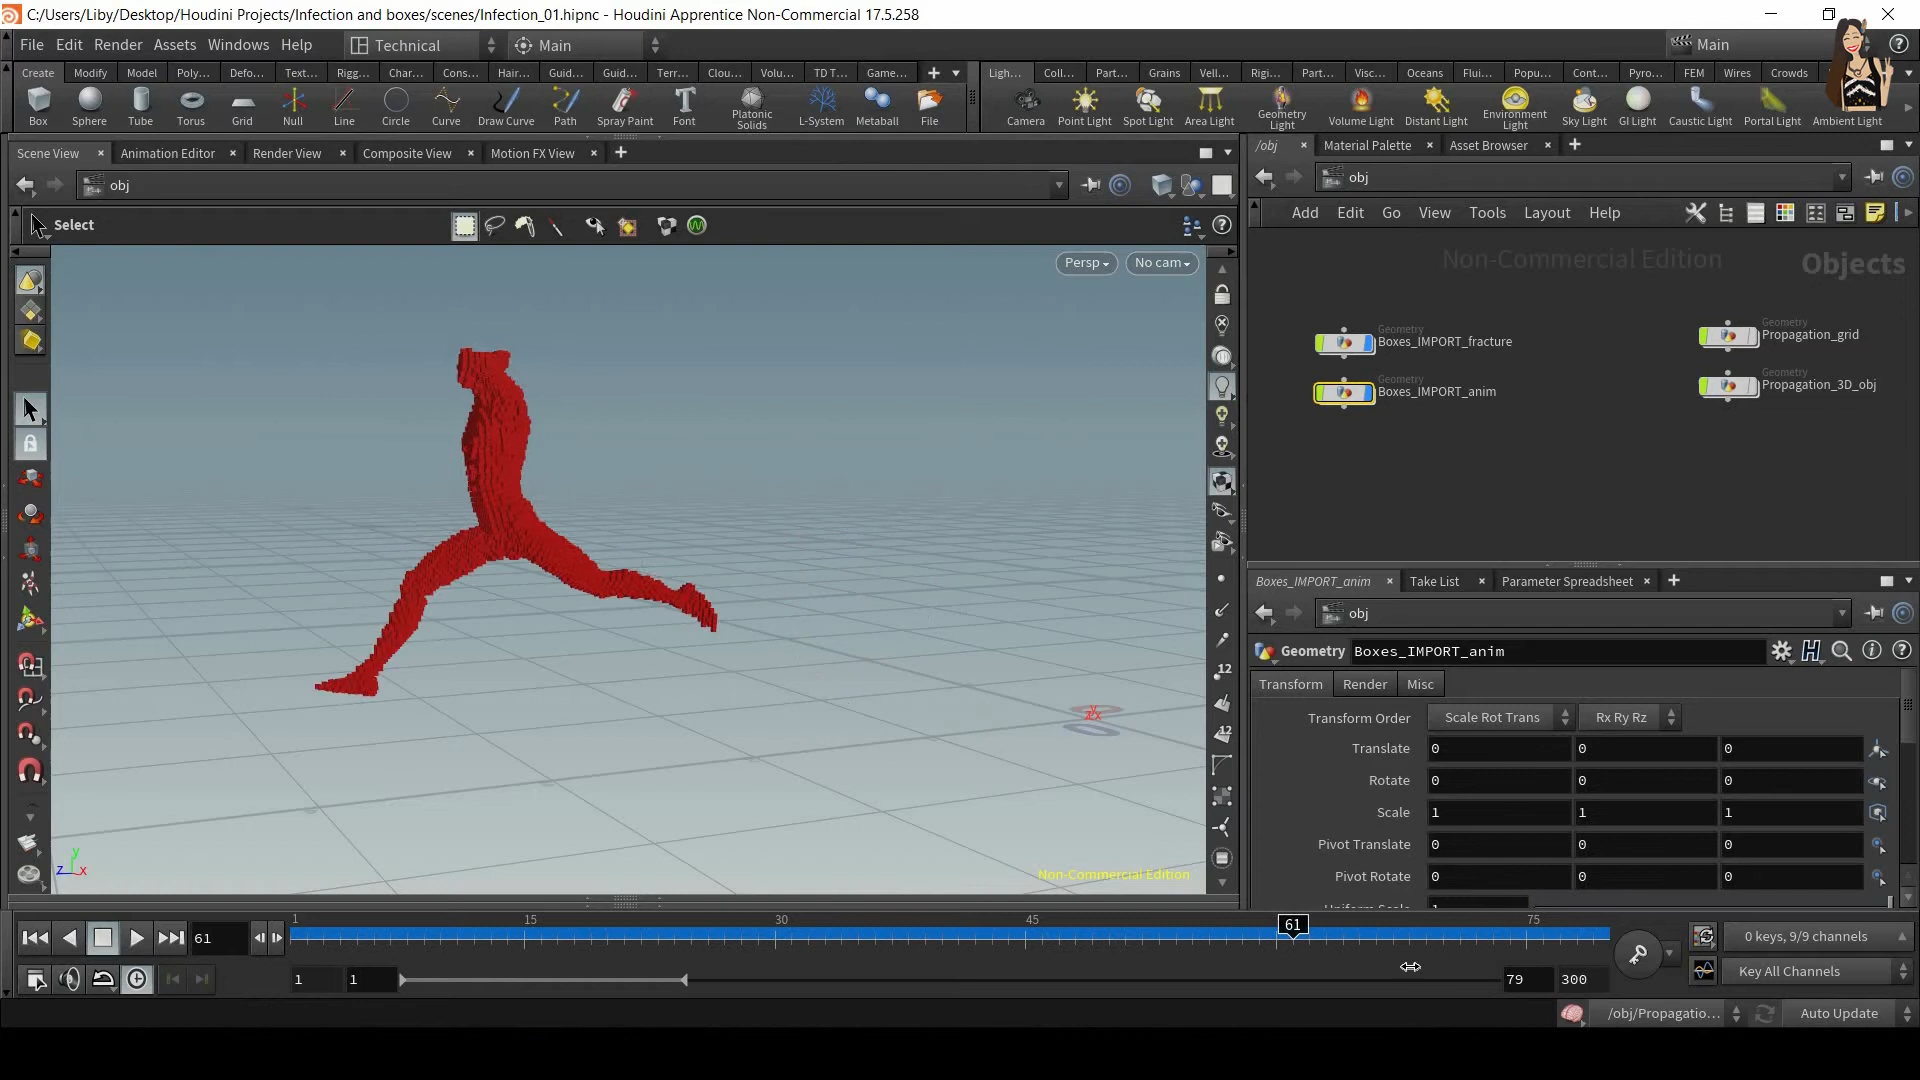 C:/Users/Liby/Desktop/Houdini Projects/Infection and boxes/scenes/Infection_01.hipnc - Houdini Apprentice Non-Commercial 17.5.258
File Edit Render Assets Windows Help Technical Main Main
Create Modify Model Poly... Defo... Text... Rigg... Char... Cons... Hair... Guid... Guid... Terr... Clou... Volu... TD T... Game... Ligh... Coll... Part... Grains Vell... Rigi... Part... Visc... Oceans Flui... Popu... Cont... Pyro... FEM Wires Crowds
Box Sphere Tube Torus Grid Null Line Circle Curve Draw Curve Path Spray Paint Font Platonic Solids L-System Metaball File Camera Point Light Spot Light Area Light Geometry Light Volume Light Distant Light Environment Light Sky Light GI Light Caustic Light Portal Light Ambient Light
Scene View Animation Editor Render View Composite View Motion FX View
obj
Select
Persp No cam
12
12
y
z x
y
z x
Non-Commercial Edition
/obj Material Palette Asset Browser
obj
Add Edit Go View Tools Layout Help
Non-Commercial Edition Objects
Geometry
Boxes_IMPORT_fracture
Geometry
Boxes_IMPORT_anim
Geometry
Propagation_grid
Geometry
Propagation_3D_obj
Boxes_IMPORT_anim Take List Parameter Spreadsheet
obj
Geometry Boxes_IMPORT_anim
Transform Render Misc
Transform Order Scale Rot Trans Rx Ry Rz
Translate 0 0 0
Rotate 0 0 0
Scale 1 1 1
Pivot Translate 0 0 0
Pivot Rotate 0 0 0
Uniform Scale 1
61 1 15 30 45 61 75 0 keys, 9/9 channels
1 1 79 300 Key All Channels
/obj/Propagatio... Auto Update